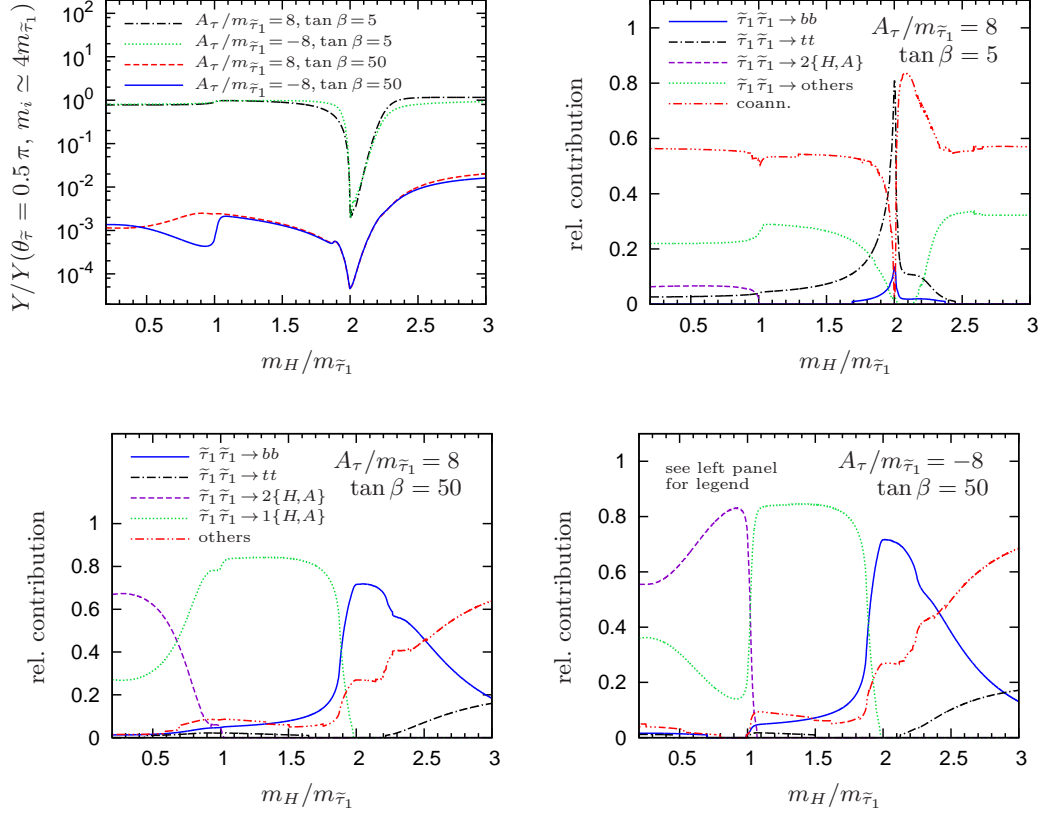 Y/Y(θ_τ̃ = 0.5 π, m_i ≃ 4m_τ̃₁)
10¹
10⁰
10⁻¹
10⁻²
10⁻³
10⁻⁴
A_τ/m_τ̃₁ = 8, tan β = 5
A_τ/m_τ̃₁ = −8, tan β = 5
A_τ/m_τ̃₁ = 8, tan β = 50
A_τ/m_τ̃₁ = −8, tan β = 50
0.5 1 1.5 2 2.5 3
m_H/m_τ̃₁
rel. contribution
1
0.8
0.6
0.4
0.2
0
τ̃₁τ̃₁→bb
τ̃₁τ̃₁→tt
τ̃₁τ̃₁→2{H,A}
τ̃₁τ̃₁→others
coann.
A_τ/m_τ̃₁ = 8
tan β = 5
0.5 1 1.5 2 2.5 3
m_H/m_τ̃₁
rel. contribution
1
0.8
0.6
0.4
0.2
0
τ̃₁τ̃₁→bb
τ̃₁τ̃₁→tt
τ̃₁τ̃₁→2{H,A}
τ̃₁τ̃₁→1{H,A}
others
A_τ/m_τ̃₁ = 8
tan β = 50
0.5 1 1.5 2 2.5 3
m_H/m_τ̃₁
rel. contribution
1
0.8
0.6
0.4
0.2
0
see left panel
for legend
A_τ/m_τ̃₁ = −8
tan β = 50
0.5 1 1.5 2 2.5 3
m_H/m_τ̃₁